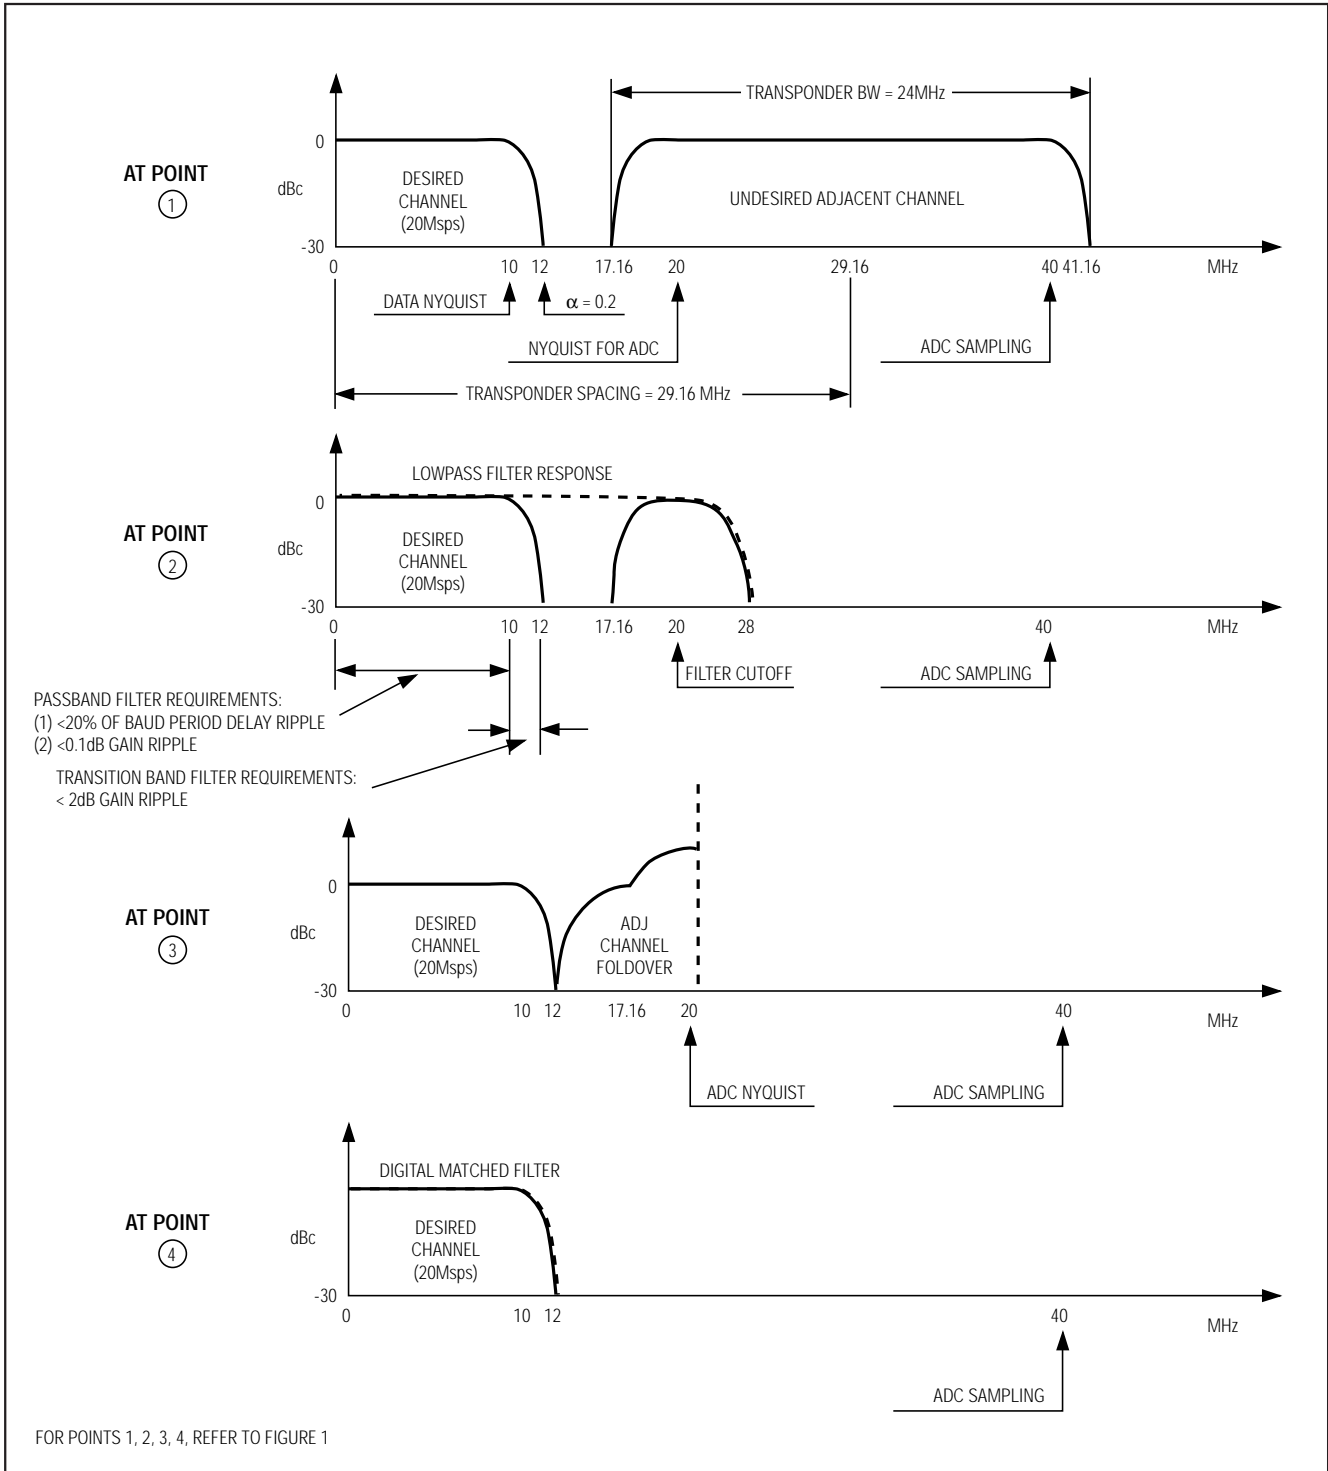 TRANSPONDER BW = 24MHz
0
AT POINT
1
dBc
DESIRED
CHANNEL
(20Msps)
UNDESIRED ADJACENT CHANNEL
-30
0 10 12 17.16 20 29.16 40 41.16 MHz
DATA NYQUIST
α = 0.2
NYQUIST FOR ADC
ADC SAMPLING
TRANSPONDER SPACING = 29.16 MHz
LOWPASS FILTER RESPONSE
0
AT POINT
2
dBc
DESIRED
CHANNEL
(20Msps)
-30
0 10 12 17.16 20 28 40 MHz
FILTER CUTOFF
ADC SAMPLING
PASSBAND FILTER REQUIREMENTS:
(1) <20% OF BAUD PERIOD DELAY RIPPLE
(2) <0.1dB GAIN RIPPLE
TRANSITION BAND FILTER REQUIREMENTS:
< 2dB GAIN RIPPLE
0
AT POINT
3
dBc
DESIRED
CHANNEL
(20Msps)
ADJ
CHANNEL
FOLDOVER
-30
0 10 12 17.16 20 40 MHz
ADC NYQUIST
ADC SAMPLING
DIGITAL MATCHED FILTER
AT POINT
4
dBc
DESIRED
CHANNEL
(20Msps)
-30
0 10 12 40 MHz
ADC SAMPLING
FOR POINTS 1, 2, 3, 4, REFER TO FIGURE 1